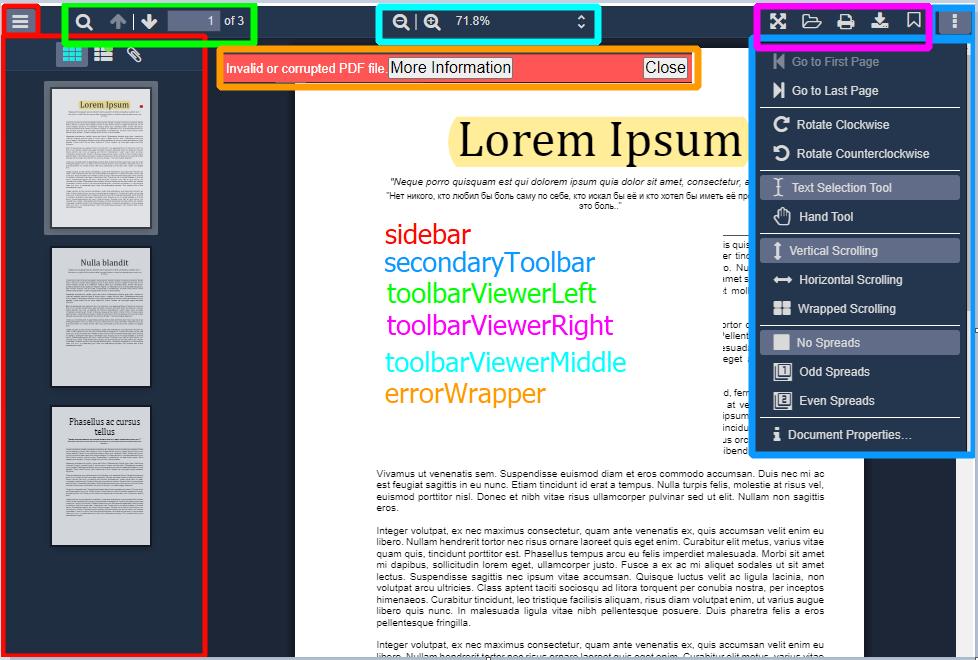 1 of 3
71.8%
Invalid or corrupted PDF file. More Information Close
Lorem Ipsum
Nulla blandit
Phasellus ac cursus
tellus
Lorem Ipsum
"Neque porro quisquam est qui dolorem ipsum quia dolor sit amet, consectetur, a
"Нет никого, кто любил бы боль саму по себе, кто искал бы её и кто хотел бы иметь её пр
это боль.."
sidebar
secondaryToolbar
toolbarViewerLeft
toolbarViewerRight
toolbarViewerMiddle
errorWrapper
Go to First Page
Go to Last Page
Rotate Clockwise
Rotate Counterclockwise
Text Selection Tool
Hand Tool
Vertical Scrolling
Horizontal Scrolling
Wrapped Scrolling
No Spreads
Odd Spreads
Even Spreads
Document Properties…
Vivamus ut venenatis sem. Suspendisse euismod diam et eros commodo accumsan. Duis nec mi ac
est feugiat sagittis in eu nunc. Etiam tincidunt id erat a tempus. Nulla turpis felis, molestie at risus vel,
euismod porttitor nisl. Donec et nibh vitae risus ullamcorper pulvinar sed ut elit. Nullam non sagittis
eros.
Integer volutpat, ex nec maximus consectetur, quam ante venenatis ex, quis accumsan velit enim eu
libero. Nullam hendrerit tortor nec risus ornare laoreet quis eget enim. Curabitur elit metus, varius vitae
quam quis, tincidunt porttitor est. Phasellus tempus arcu eu felis imperdiet malesuada. Morbi sit amet
mi dapibus, sollicitudin lorem eget, ullamcorper justo. Fusce a ex ac mi aliquet sodales ut sit amet
lectus. Suspendisse sagittis nec ipsum vitae accumsan. Quisque luctus velit ac ligula lacinia, non
volutpat arcu ultricies. Class aptent taciti sociosqu ad litora torquent per conubia nostra, per inceptos
himenaeos. Curabitur tincidunt, leo tristique facilisis aliquam, risus diam volutpat enim, ut varius augue
libero quis nunc. In malesuada ligula vitae nibh pellentesque posuere. Duis pharetra felis a eros
pellentesque fringilla.
Integer volutpat, ex nec maximus consectetur, quam ante venenatis ex, quis accumsan velit enim eu